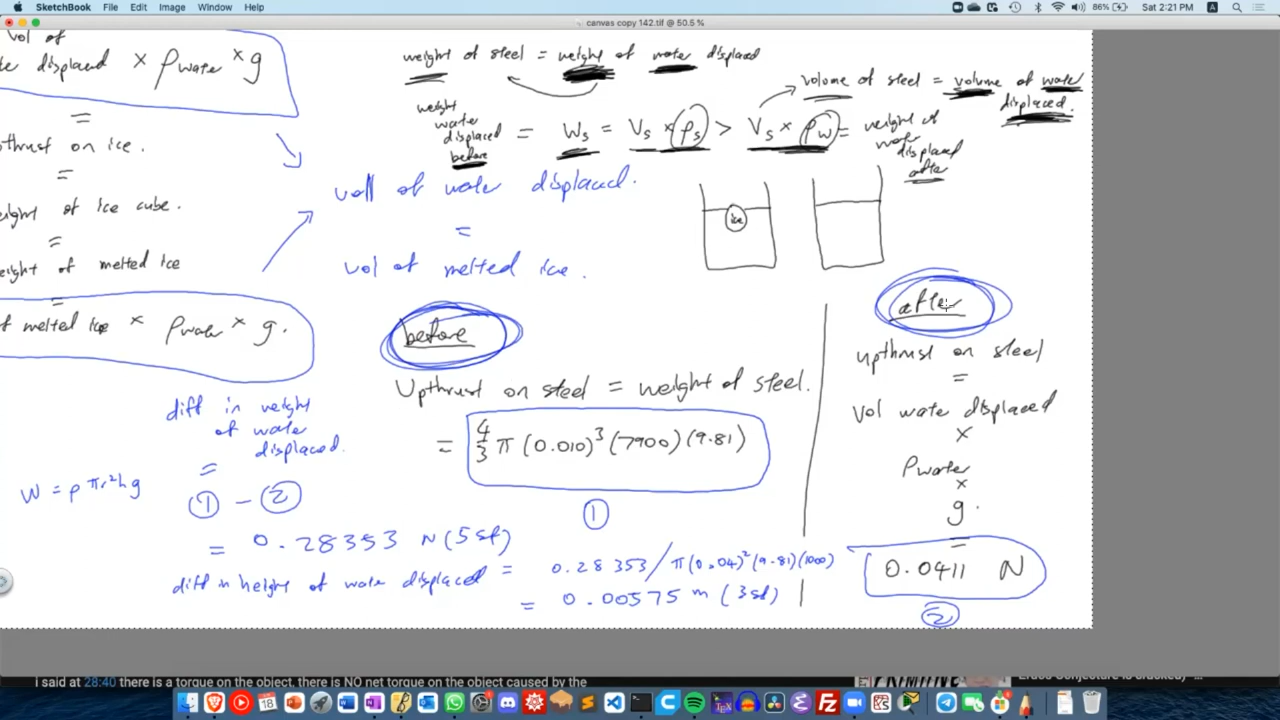 SketchBook File Edit Image Window Help
86% Sat 2:21 PM
canvas copy 142.tif @ 50.5 %
vol of
displaced × ρwater × g
=
upthrust on ice.
=
weight of ice cube.
=
weight of melted ice
=
of melted ice × ρwater × g.
weight of steel = weight of water displaced
volume of steel = volume of water displaced.
weight water displaced before = Ws = Vs × ρs > Vs × ρw = weight of water displaced after
voll of water displaced.
=
vol of melted ice.
ice
before
Upthrust on steel = weight of steel.
= 4/3 π (0.010)³ (7900)(9.81)
①
after
upthrust on steel
=
Vol water displaced
×
ρwater
×
g.
=
0.0411 N
②
diff in weight
of water
displaced.
=
① - ②
W = ρ πr²hg
= 0.28353 N (5sf)
diff in height of water displaced = 0.28353/π(0.04)²(9.81)(1000)
= 0.00575 m (3sf)
I said at 28:40 there is a torque on the object, there is NO net torque on the object caused by the